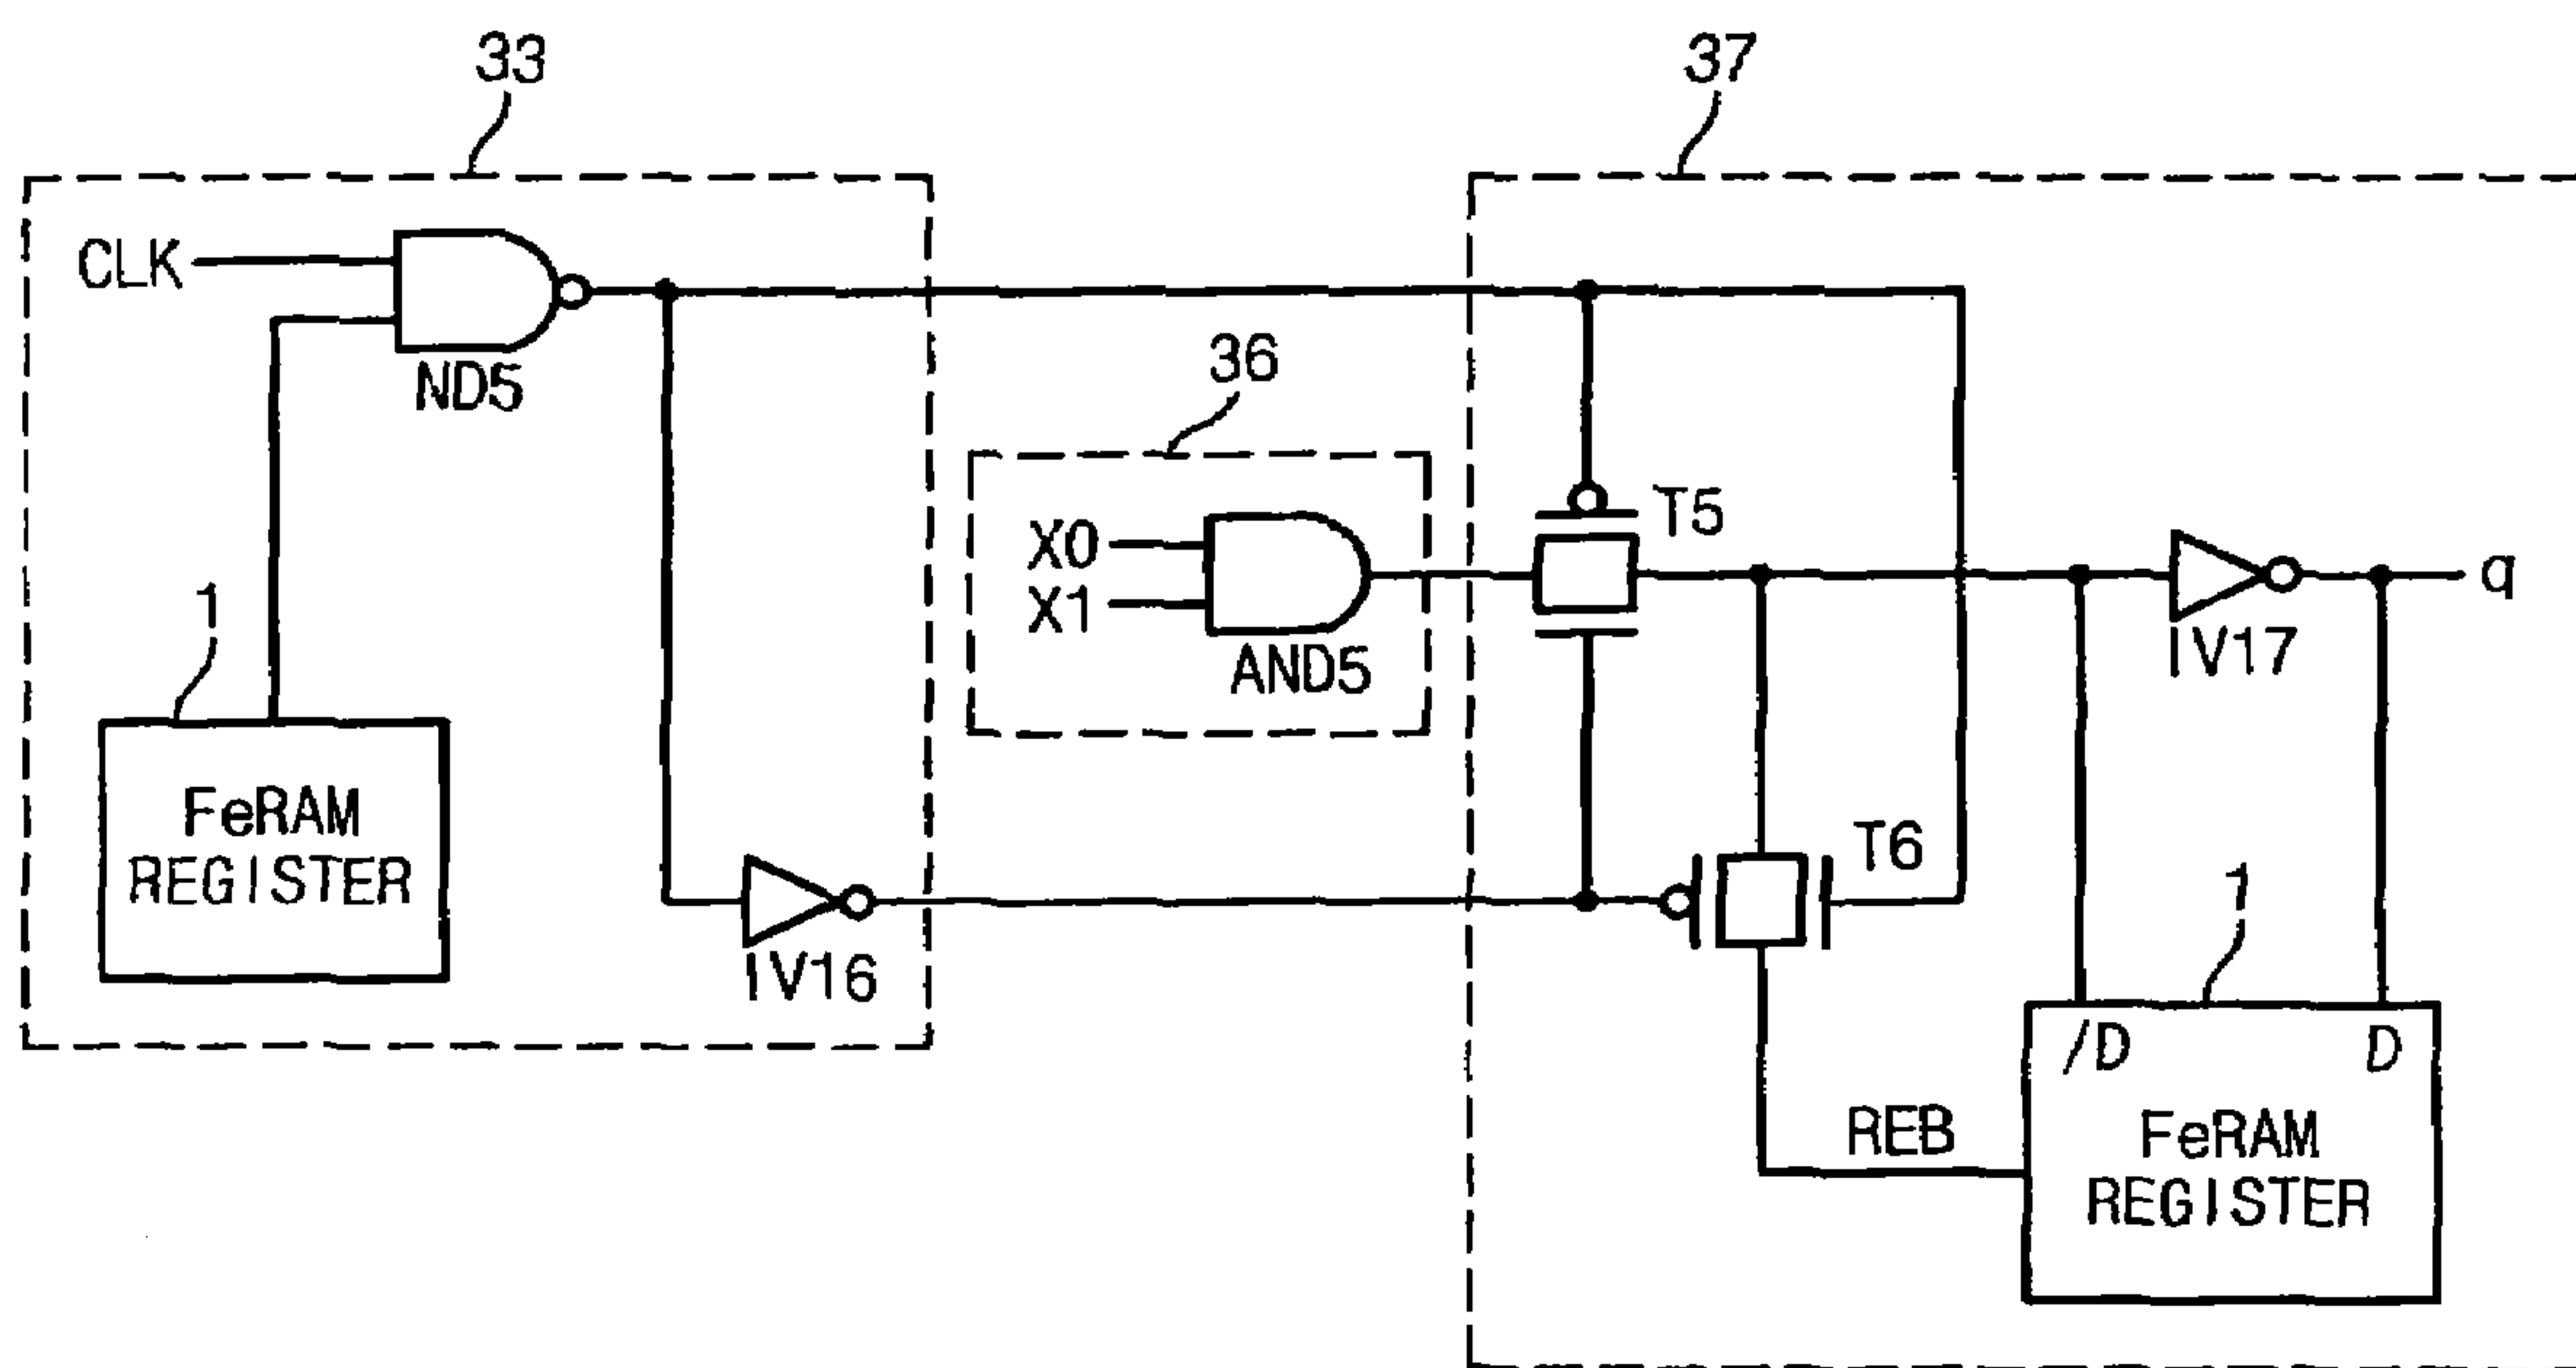 33
37
CLK
ND5
36
X0
X1
AND5
T5
q
IV17
1
FeRAM
REGISTER
IV16
T6
1
/D
D
REB
FeRAM
REGISTER